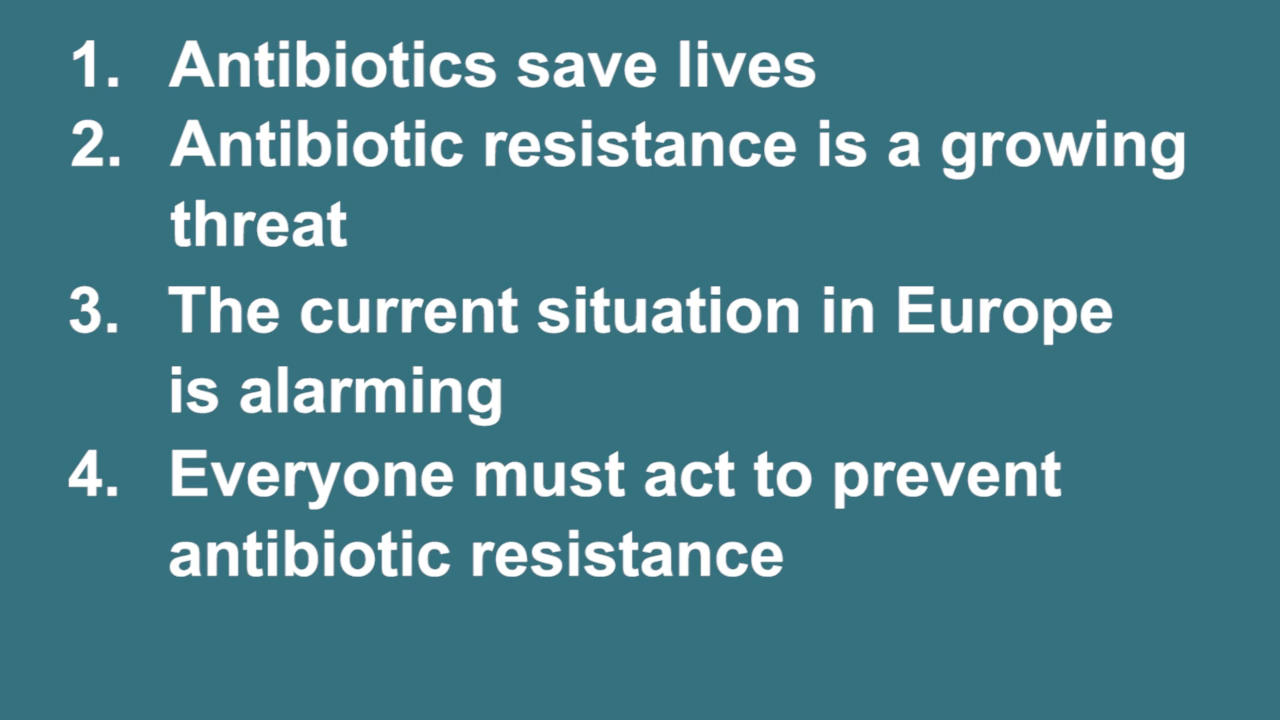 1. Antibiotics save lives
2. Antibiotic resistance is a growing
threat
3. The current situation in Europe
is alarming
4. Everyone must act to prevent
antibiotic resistance